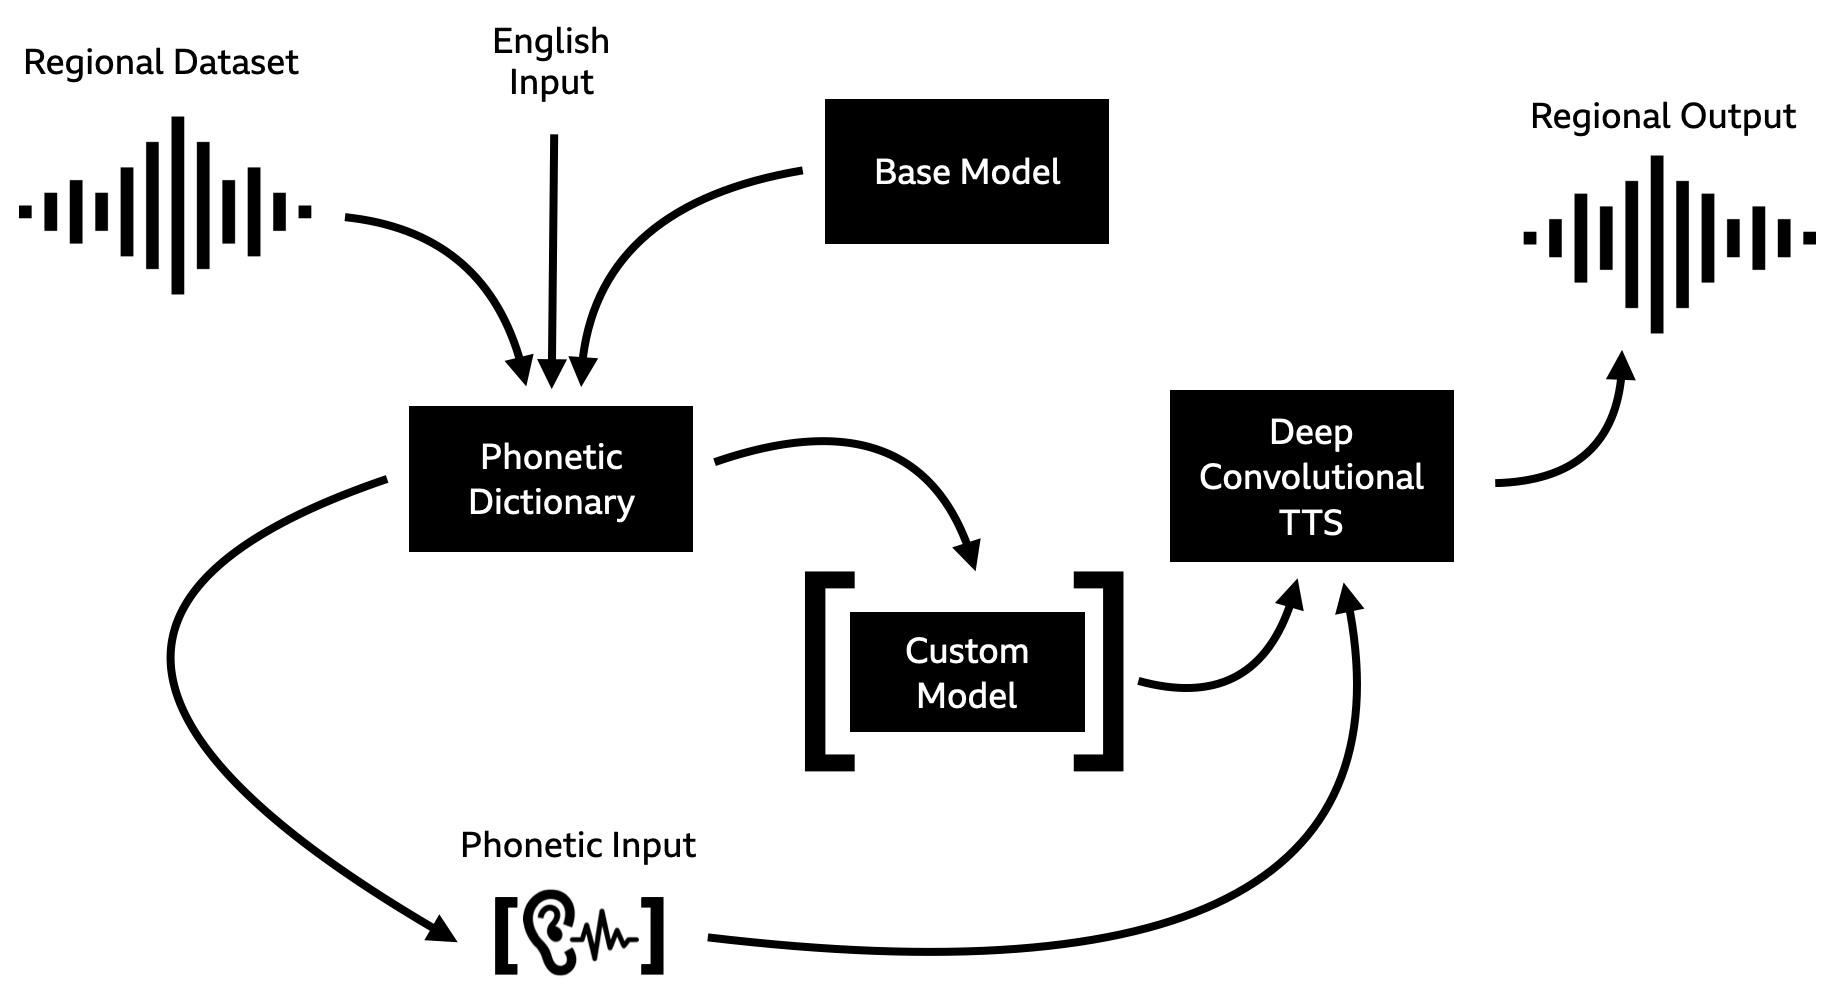 Regional Dataset
English
Input
Base Model
Regional Output
Phonetic
Dictionary
Deep
Convolutional
TTS
Custom
Model
Phonetic Input